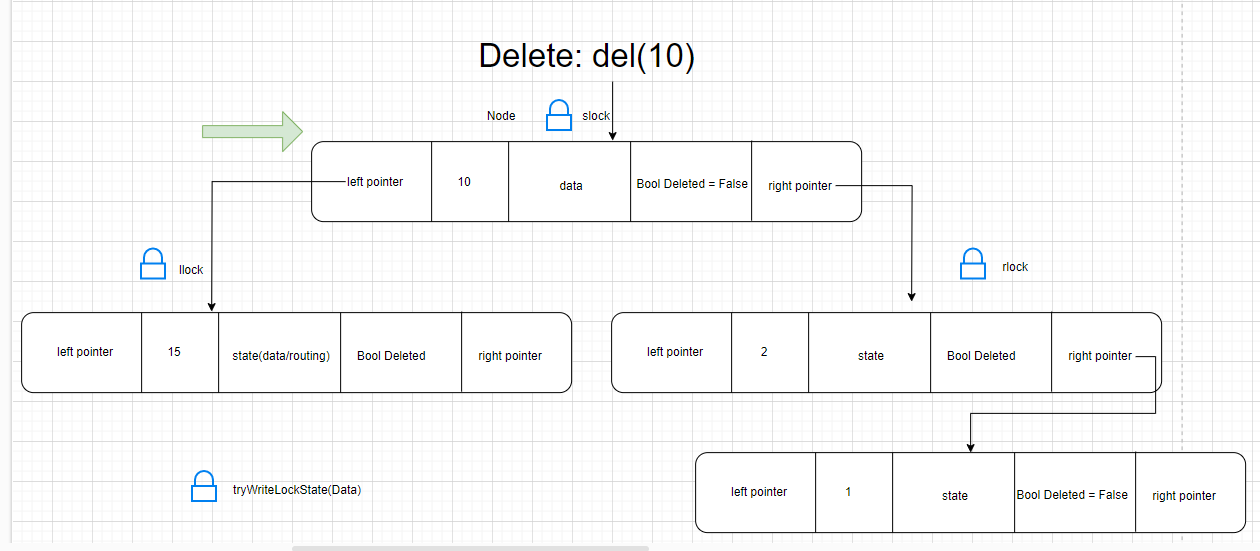 Delete: del(10)
Node
slock
left pointer
10
data
Bool Deleted = False
right pointer
llock
rlock
left pointer
15
state(data/routing)
Bool Deleted
right pointer
left pointer
2
state
Bool Deleted
right pointer
tryWriteLockState(Data)
left pointer
1
state
Bool Deleted = False
right pointer